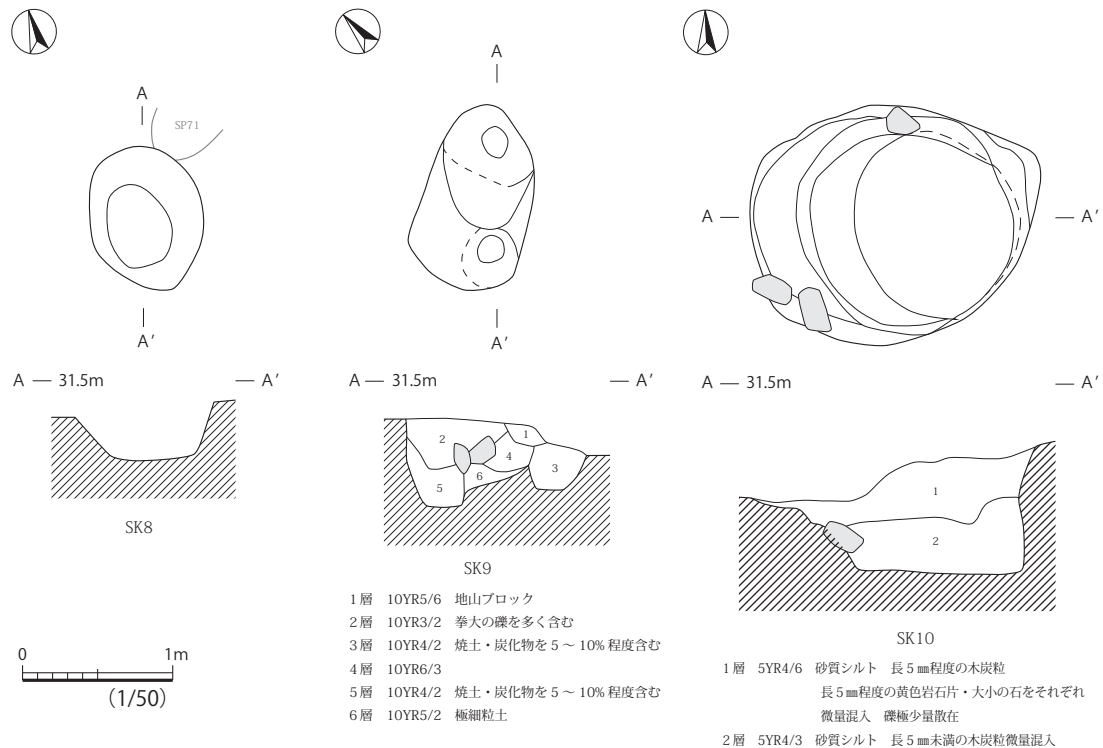 A
SP71
A'
A
A'
A
A'
A
31.5m
A'
SK8
A
31.5m
A'
1
2
4
3
6
5
SK9
1層 10YR5/6 地山ブロック
2層 10YR3/2 拳大の礫を多く含む
3層 10YR4/2 焼土・炭化物を5～10%程度含む
4層 10YR6/3
5層 10YR4/2 焼土・炭化物を5～10%程度含む
6層 10YR5/2 極細粒土
A
31.5m
A'
1
2
SK10
1層 5YR4/6 砂質シルト 長5㎜程度の木炭粒
長5㎜程度の黄色岩石片・大小の石をそれぞれ
微量混入 礫極少量散在
2層 5YR4/3 砂質シルト 長5㎜未満の木炭粒微量混入
0
1m
(1/50)